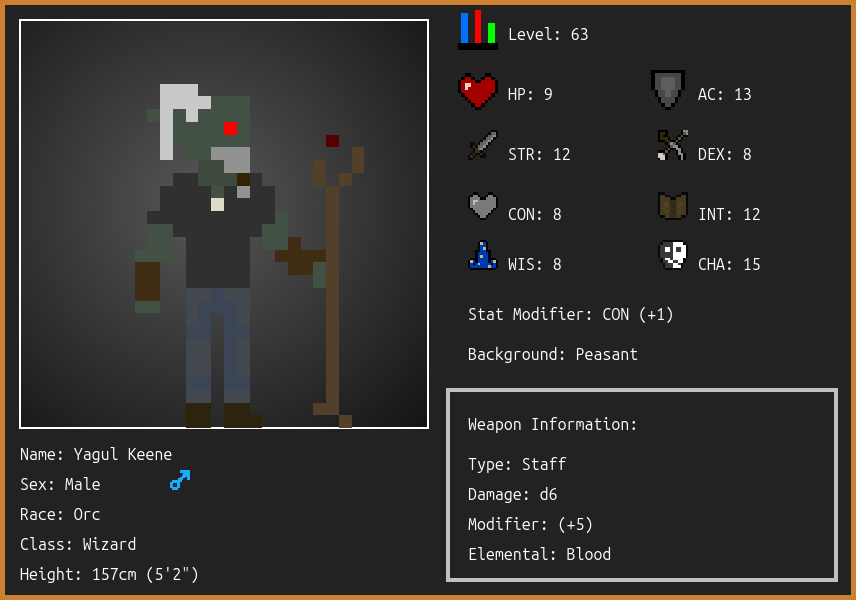 Level: 63
HP: 9
AC: 13
STR: 12
DEX: 8
CON: 8
INT: 12
WIS: 8
CHA: 15
Stat Modifier: CON (+1)
Background: Peasant
Weapon Information:
Type: Staff
Damage: d6
Modifier: (+5)
Elemental: Blood
Name: Yagul Keene
Sex: Male
Race: Orc
Class: Wizard
Height: 157cm (5'2")